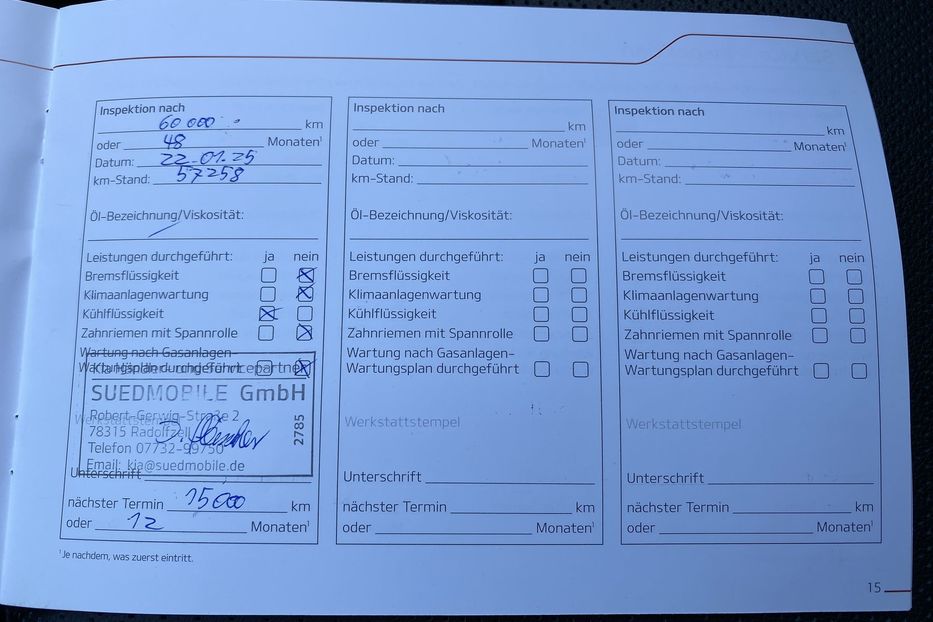 Inspektion nach
60 000 km
oder 48 Monaten¹
Datum: 22-01-25
km-Stand: 57258
Öl-Bezeichnung/Viskosität:
Leistungen durchgeführt: ja nein
Bremsflüssigkeit
Klimaanlagenwartung
Kühlflüssigkeit
Zahnriemen mit Spannrolle
Wartung nach Gasanlagen-
Wartungsplan durchgeführt
Kia Händler- und Servicepartner
SUEDMOBILE GmbH
Robert-Gerwig-Straße 2
78315 Radolfzell
Telefon 07732-99750
Email: kia@suedmobile.de
2785
Werkstattstempel
Unterschrift
nächster Termin 15000 km
oder 12 Monaten¹
Inspektion nach
km
oder Monaten¹
Datum:
km-Stand:
Öl-Bezeichnung/Viskosität:
Leistungen durchgeführt: ja nein
Bremsflüssigkeit
Klimaanlagenwartung
Kühlflüssigkeit
Zahnriemen mit Spannrolle
Wartung nach Gasanlagen-
Wartungsplan durchgeführt
Werkstattstempel
Unterschrift
nächster Termin km
oder Monaten¹
Inspektion nach
km
oder Monaten¹
Datum:
km-Stand:
Öl-Bezeichnung/Viskosität:
Leistungen durchgeführt: ja nein
Bremsflüssigkeit
Klimaanlagenwartung
Kühlflüssigkeit
Zahnriemen mit Spannrolle
Wartung nach Gasanlagen-
Wartungsplan durchgeführt
Werkstattstempel
Unterschrift
nächster Termin km
oder Monaten¹
¹Je nachdem, was zuerst eintritt.
15